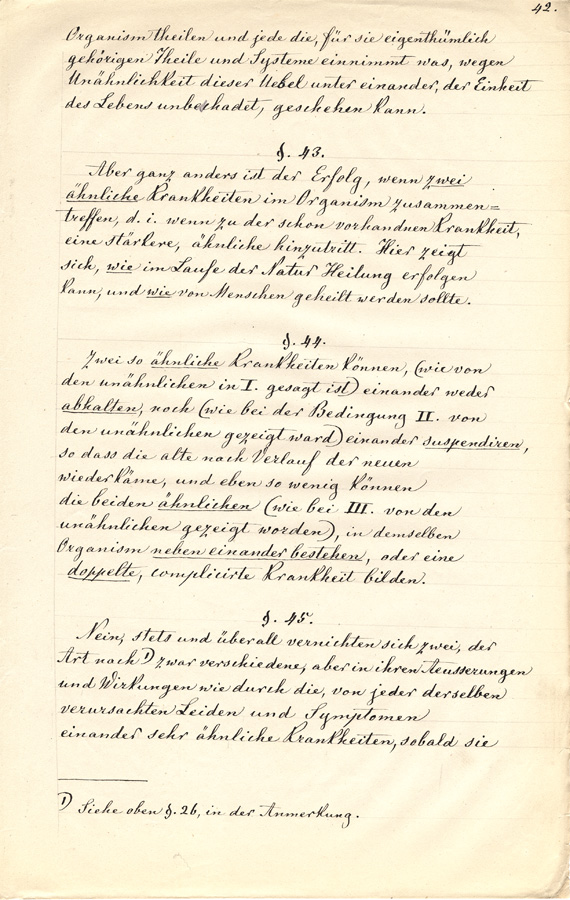 42.
Organism theilen und jede die, für sie eigenthümlich
gehörigen Theile und Systeme einnimmt was, wegen
Unähnlichkeit dieser Uebel unter einander, der Einheit
des Lebens unbeschadet, geschehen kann.
§. 43.
Aber ganz anders ist der Erfolg, wenn zwei
ähnliche Krankheiten im Organism zusammen=
treffen, d. i. wenn zu der schon vorhandnen Krankheit,
eine stärkere, ähnliche hinzutritt. Hier zeigt
sich, wie im Laufe der Natur Heilung erfolgen
kann, und wie von Menschen geheilt werden sollte.
§. 44.
Zwei so ähnliche Krankheiten können, (wie von
den unähnlichen in I. gesagt ist) einander weder
abhalten, noch (wie bei der Bedingung II. von
den unähnlichen gezeigt ward) einander suspendiren,
so dass die alte nach Verlauf der neuen
wiederkäme, und eben so wenig können
die beiden ähnlichen (wie bei III. von den
unähnlichen gezeigt worden), in demselben
Organism neben einander bestehen, oder eine
doppelte, complicirte Krankheit bilden.
§. 45.
Nein, stets und überall vernichten sich zwei, der
Art nach 1) zwar verschiedene, aber in ihren Aeusserungen
und Wirkungen wie durch die, von jeder derselben
verursachten Leiden und Symptomen
einander sehr ähnliche Krankheiten, sobald sie
1) Siehe oben §. 26, in der Anmerkung.